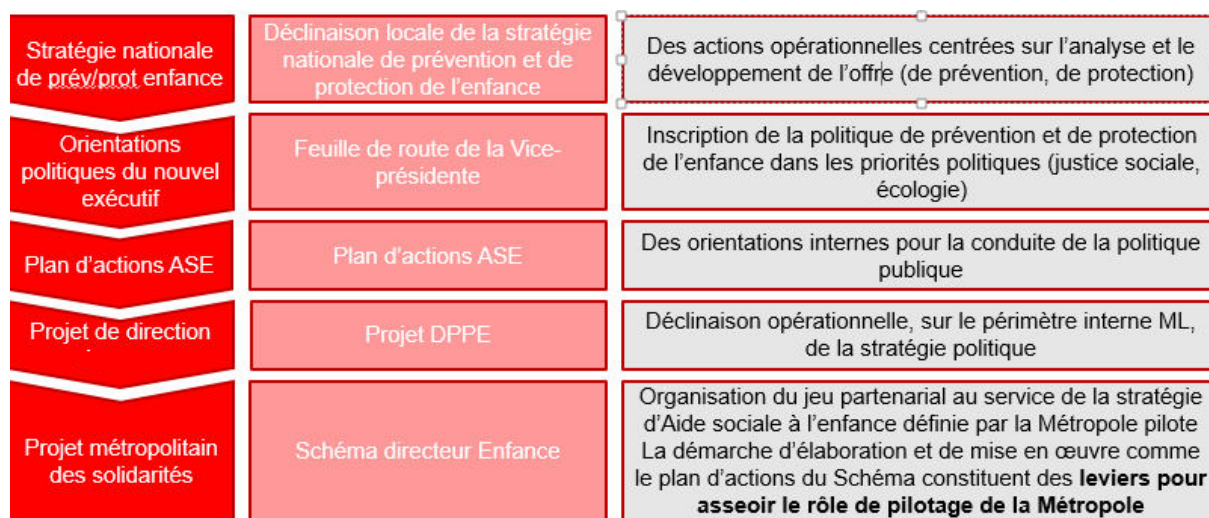 Stratégie nationale
de prév/prot enfance
Déclinaison locale de la stratégie
nationale de prévention et de
protection de l'enfance
Des actions opérationnelles centrées sur l'analyse et le
développement de l'offre (de prévention, de protection)
Orientations
politiques du nouvel
exécutif
Feuille de route de la Vice-
présidente
Inscription de la politique de prévention et de protection
de l'enfance dans les priorités politiques (justice sociale,
écologie)
Plan d'actions ASE
Plan d'actions ASE
Des orientations internes pour la conduite de la politique
publique
Projet de direction
Projet DPPE
Déclinaison opérationnelle, sur le périmètre interne ML,
de la stratégie politique
Projet métropolitain
des solidarités
Schéma directeur Enfance
Organisation du jeu partenarial au service de la stratégie
d'Aide sociale à l'enfance définie par la Métropole pilote
La démarche d'élaboration et de mise en œuvre comme
le plan d'actions du Schéma constituent des leviers pour
asseoir le rôle de pilotage de la Métropole